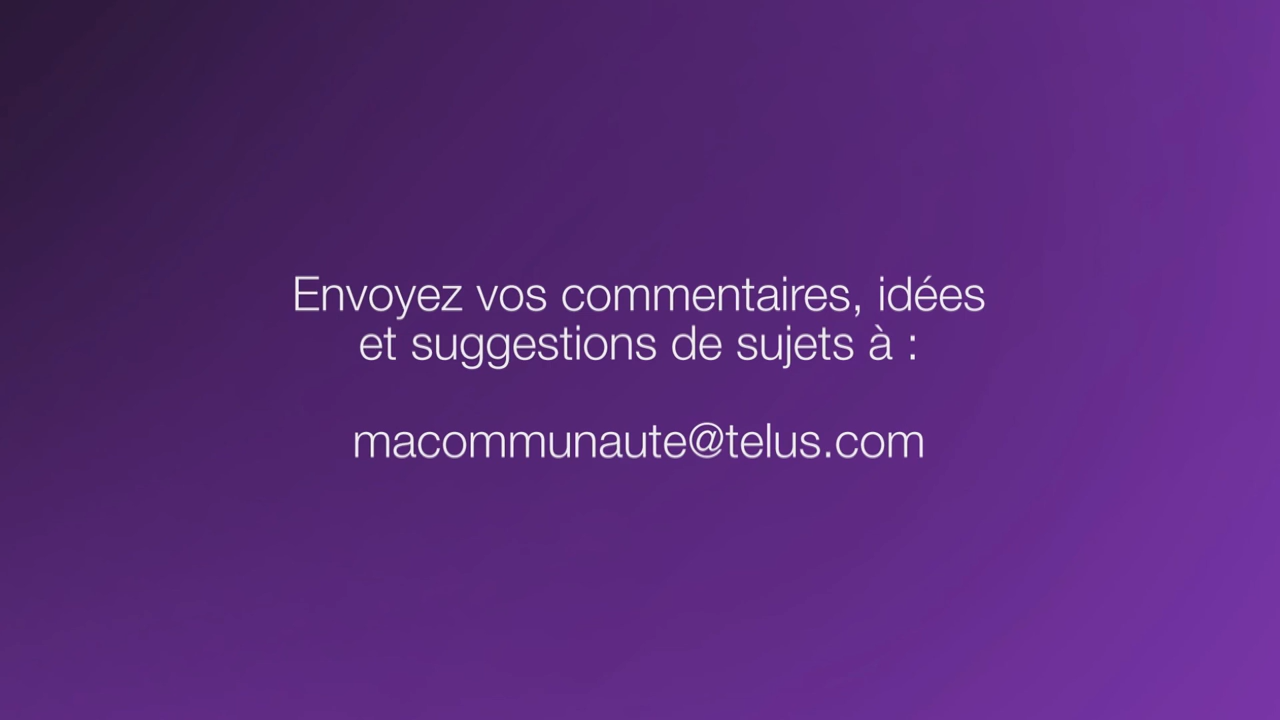 Envoyez vos commentaires, idées
et suggestions de sujets à :
macommunaute@telus.com